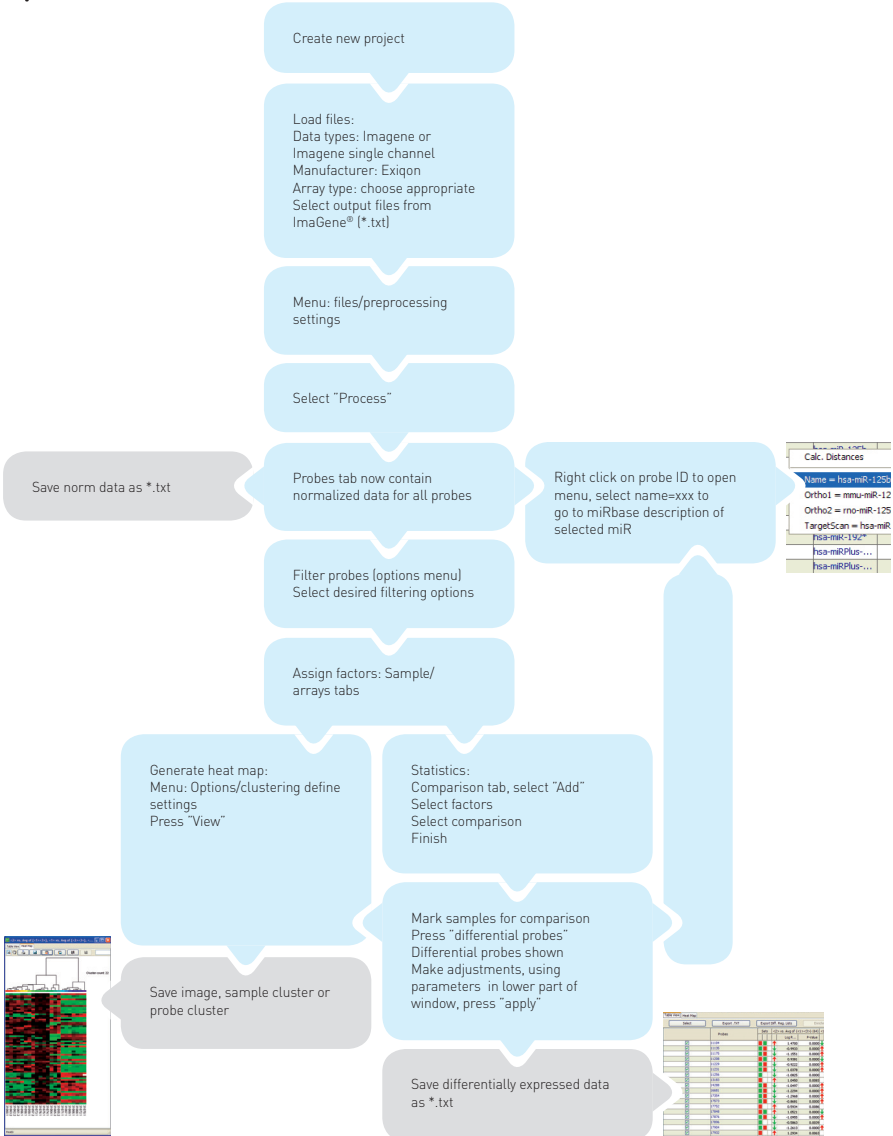 Create new project
Load files:
Data types: Imagene or
Imagene single channel
Manufacturer: Exiqon
Array type: choose appropriate
Select output files from
ImaGene® (*.txt)
Menu: files/preprocessing
settings
Select “Process”
Save norm data as *.txt
Probes tab now contain
normalized data for all probes
Right click on probe ID to open
menu, select name=xxx to
go to miRbase description of
selected miR
Calc. Distances
Name = hsa-miR-125b
Ortho1 = mmu-miR-12
Ortho2 = rno-miR-125
TargetScan = hsa-miR
hsa-miR-192*
hsa-miRPlus-...
hsa-miRPlus-...
Filter probes (options menu)
Select desired filtering options
Assign factors: Sample/
arrays tabs
Generate heat map:
Menu: Options/clustering define
settings
Press “View”
Statistics:
Comparison tab, select “Add”
Select factors
Select comparison
Finish
Mark samples for comparison
Press “differential probes”
Differential probes shown
Make adjustments, using
parameters in lower part of
window, press “apply”
Save image, sample cluster or
probe cluster
Save differentially expressed data
as *.txt
Table View Heat Map
Select Export .TXT
Probes